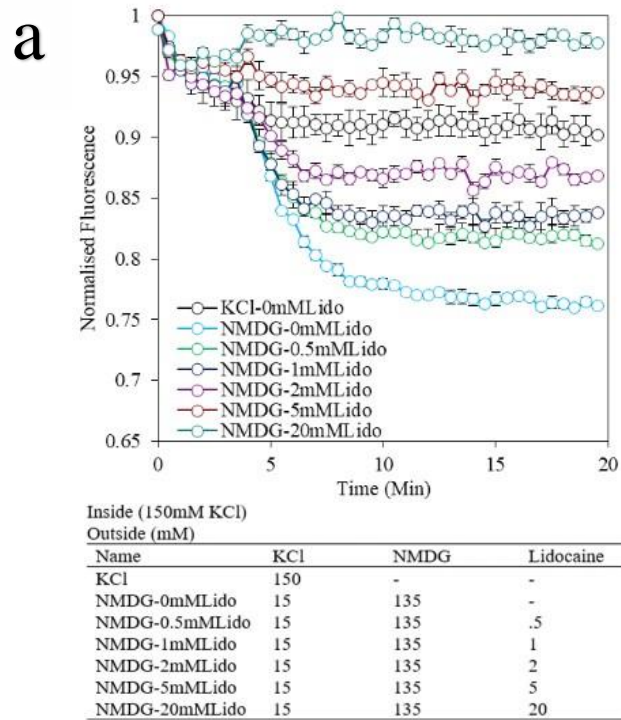 a
1
0.95
0.9
0.85
0.8
0.75
0.7
0.65
Normalised Fluorescence
KCl-0mMLido
NMDG-0mMLido
NMDG-0.5mMLido
NMDG-1mMLido
NMDG-2mMLido
NMDG-5mMLido
NMDG-20mMLido
0 5 10 15 20
Time (Min)
Inside (150mM KCl)
Outside (mM)
Name KCl NMDG Lidocaine
KCl 150 - -
NMDG-0mMLido 15 135 -
NMDG-0.5mMLido 15 135 .5
NMDG-1mMLido 15 135 1
NMDG-2mMLido 15 135 2
NMDG-5mMLido 15 135 5
NMDG-20mMLido 15 135 20